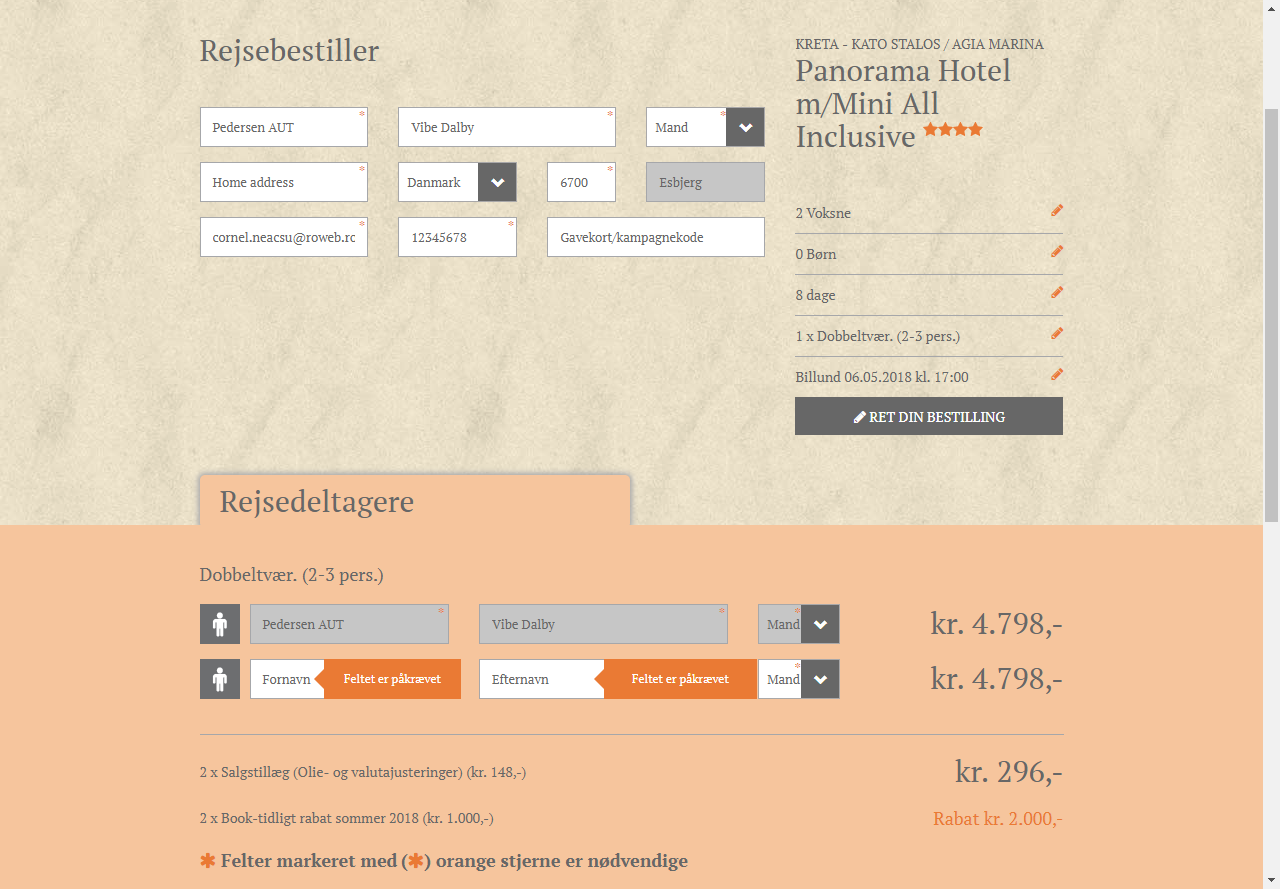 Rejsebestiller
Pedersen AUT *
Vibe Dalby *
Mand *
Home address *
Danmark
6700 *
Esbjerg
cornel.neacsu@roweb.ro *
12345678 *
Gavekort/kampagnekode
KRETA - KATO STALOS / AGIA MARINA
Panorama Hotel
m/Mini All
Inclusive
2 Voksne
0 Børn
8 dage
1 x Dobbeltvær. (2-3 pers.)
Billund 06.05.2018 kl. 17:00
RET DIN BESTILLING
Rejsedeltagere
Dobbeltvær. (2-3 pers.)
Pedersen AUT *
Vibe Dalby *
Mand *
kr. 4.798,-
Fornavn
Feltet er påkrævet
Efternavn
Feltet er påkrævet
Mand *
kr. 4.798,-
2 x Salgstillæg (Olie- og valutajusteringer) (kr. 148,-)
kr. 296,-
2 x Book-tidligt rabat sommer 2018 (kr. 1.000,-)
Rabat kr. 2.000,-
* Felter markeret med (*) orange stjerne er nødvendige